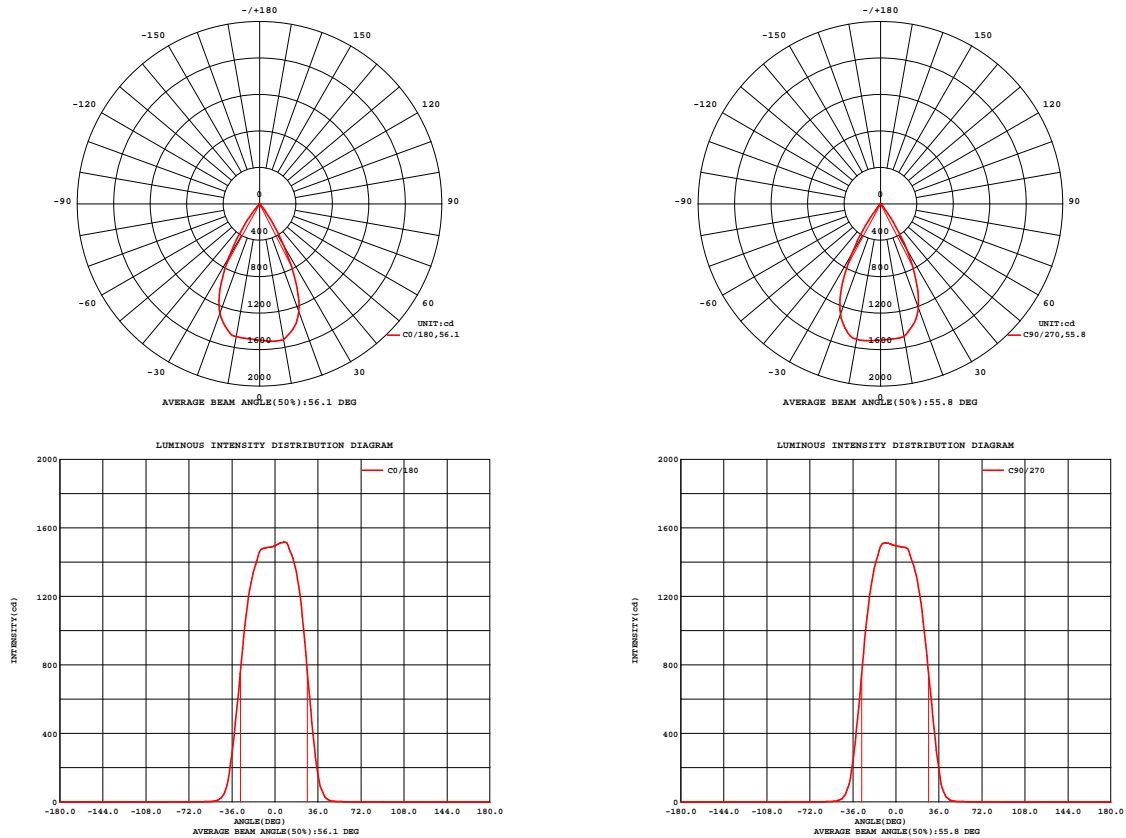 -/+180
-150 150
-120 120
-90 90
-60 60
-30 30
0
400
800
1200
1600
2000
0
UNIT:cd
C0/180,56.1
AVERAGE BEAM ANGLE(50%):56.1 DEG
-/+180
-150 150
-120 120
-90 90
-60 60
-30 30
0
400
800
1200
1600
2000
0
UNIT:cd
C90/270,55.8
AVERAGE BEAM ANGLE(50%):55.8 DEG
LUMINOUS INTENSITY DISTRIBUTION DIAGRAM
C0/180
2000
1600
1200
800
400
0
INTENSITY(cd)
-180.0 -144.0 -108.0 -72.0 -36.0 0.0 36.0 72.0 108.0 144.0 180.0
ANGLE(DEG)
AVERAGE BEAM ANGLE(50%):56.1 DEG
LUMINOUS INTENSITY DISTRIBUTION DIAGRAM
C90/270
2000
1600
1200
800
400
0
INTENSITY(cd)
-180.0 -144.0 -108.0 -72.0 -36.0 0.0 36.0 72.0 108.0 144.0 180.0
ANGLE(DEG)
AVERAGE BEAM ANGLE(50%):55.8 DEG